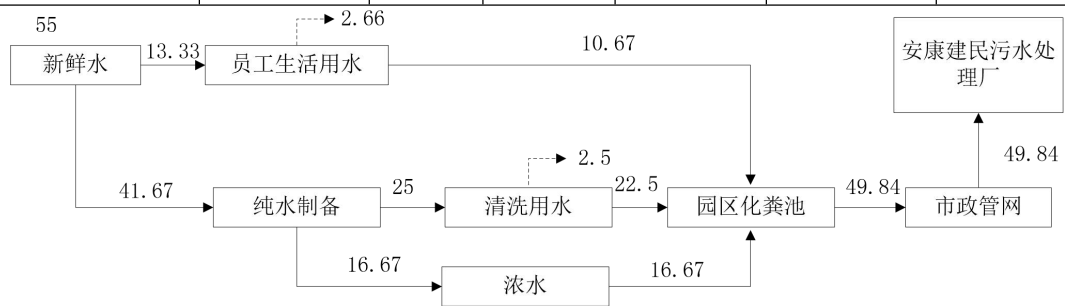 55
2.66
新鲜水
13.33
员工生活用水
10.67
安康建民污水处
理厂
49.84
2.5
41.67
纯水制备
25
清洗用水
22.5
园区化粪池
49.84
市政管网
16.67
浓水
16.67